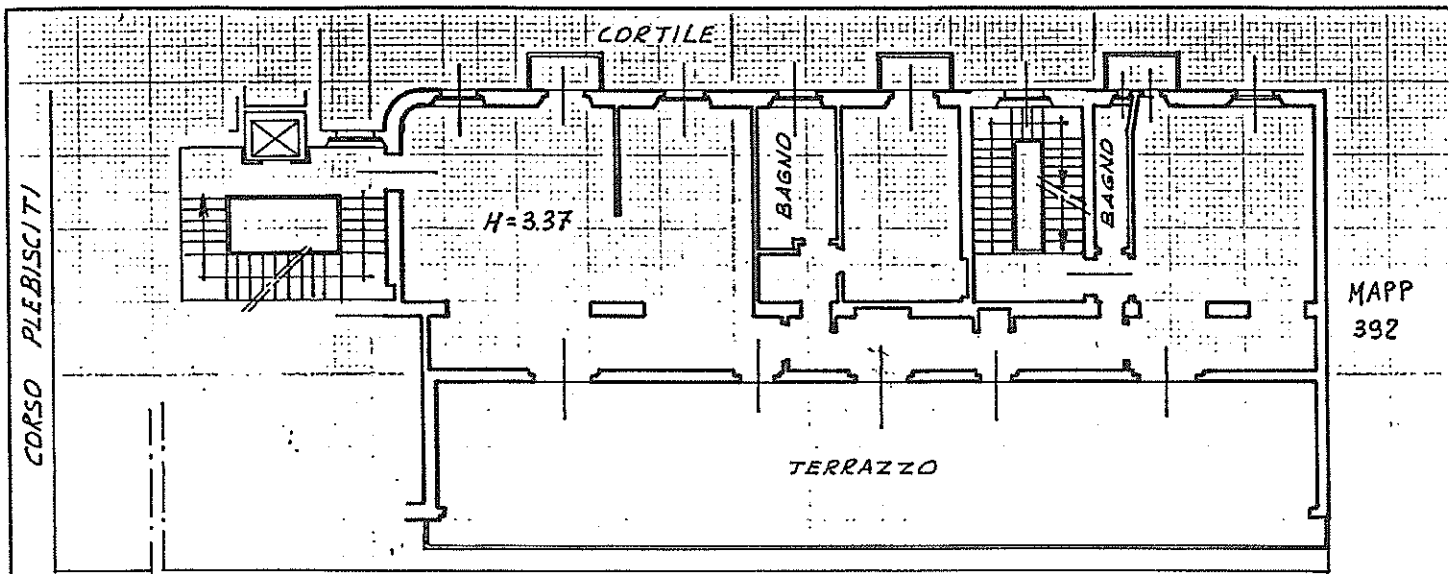 CORTILE
BAGNO
BAGNO
H=3.37
CORSO PLEBISCITI
MAPP
392
TERRAZZO